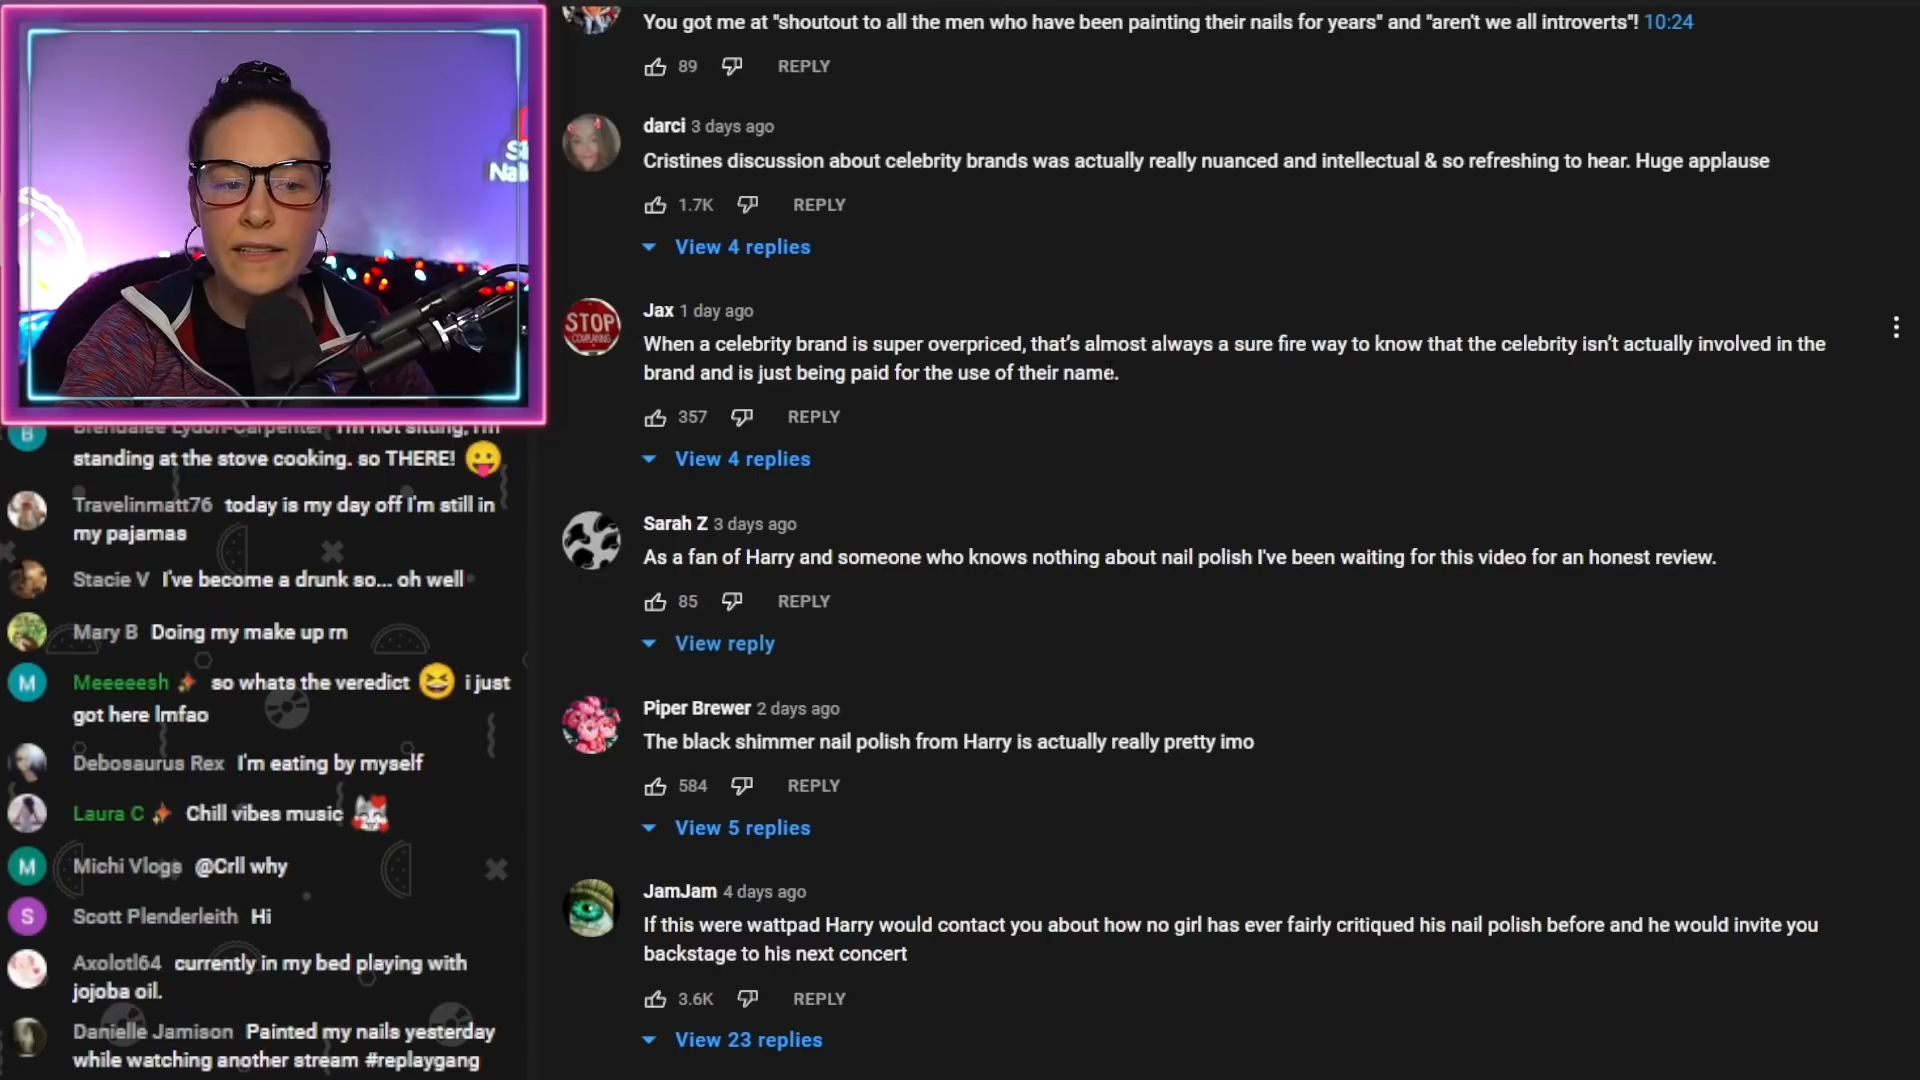 You got me at "shoutout to all the men who have been painting their nails for years" and "aren't we all introverts"! 10:24
89 REPLY
darci 3 days ago
Cristines discussion about celebrity brands was actually really nuanced and intellectual & so refreshing to hear. Huge applause
1.7K REPLY
View 4 replies
STOP
COMPLAINING
Jax 1 day ago
When a celebrity brand is super overpriced, that's almost always a sure fire way to know that the celebrity isn't actually involved in the
brand and is just being paid for the use of their name.
357 REPLY
View 4 replies
Sarah Z 3 days ago
As a fan of Harry and someone who knows nothing about nail polish I've been waiting for this video for an honest review.
85 REPLY
View reply
Piper Brewer 2 days ago
The black shimmer nail polish from Harry is actually really pretty imo
584 REPLY
View 5 replies
JamJam 4 days ago
If this were wattpad Harry would contact you about how no girl has ever fairly critiqued his nail polish before and he would invite you
backstage to his next concert
3.6K REPLY
View 23 replies
B
Brendalee Lydon-Carpenter I'm not sitting, I'm
standing at the stove cooking. so THERE!
Travelinmatt76 today is my day off I'm still in
my pajamas
Stacie V I've become a drunk so... oh well
Mary B Doing my make up rn
M
Meeeeesh so whats the veredict i just
got here lmfao
Debosaurus Rex I'm eating by myself
Laura C Chill vibes music
M
Michi Vlogs @Crll why
S
Scott Plenderleith Hi
Axolotl64 currently in my bed playing with
jojoba oil.
Danielle Jamison Painted my nails yesterday
while watching another stream #replaygang